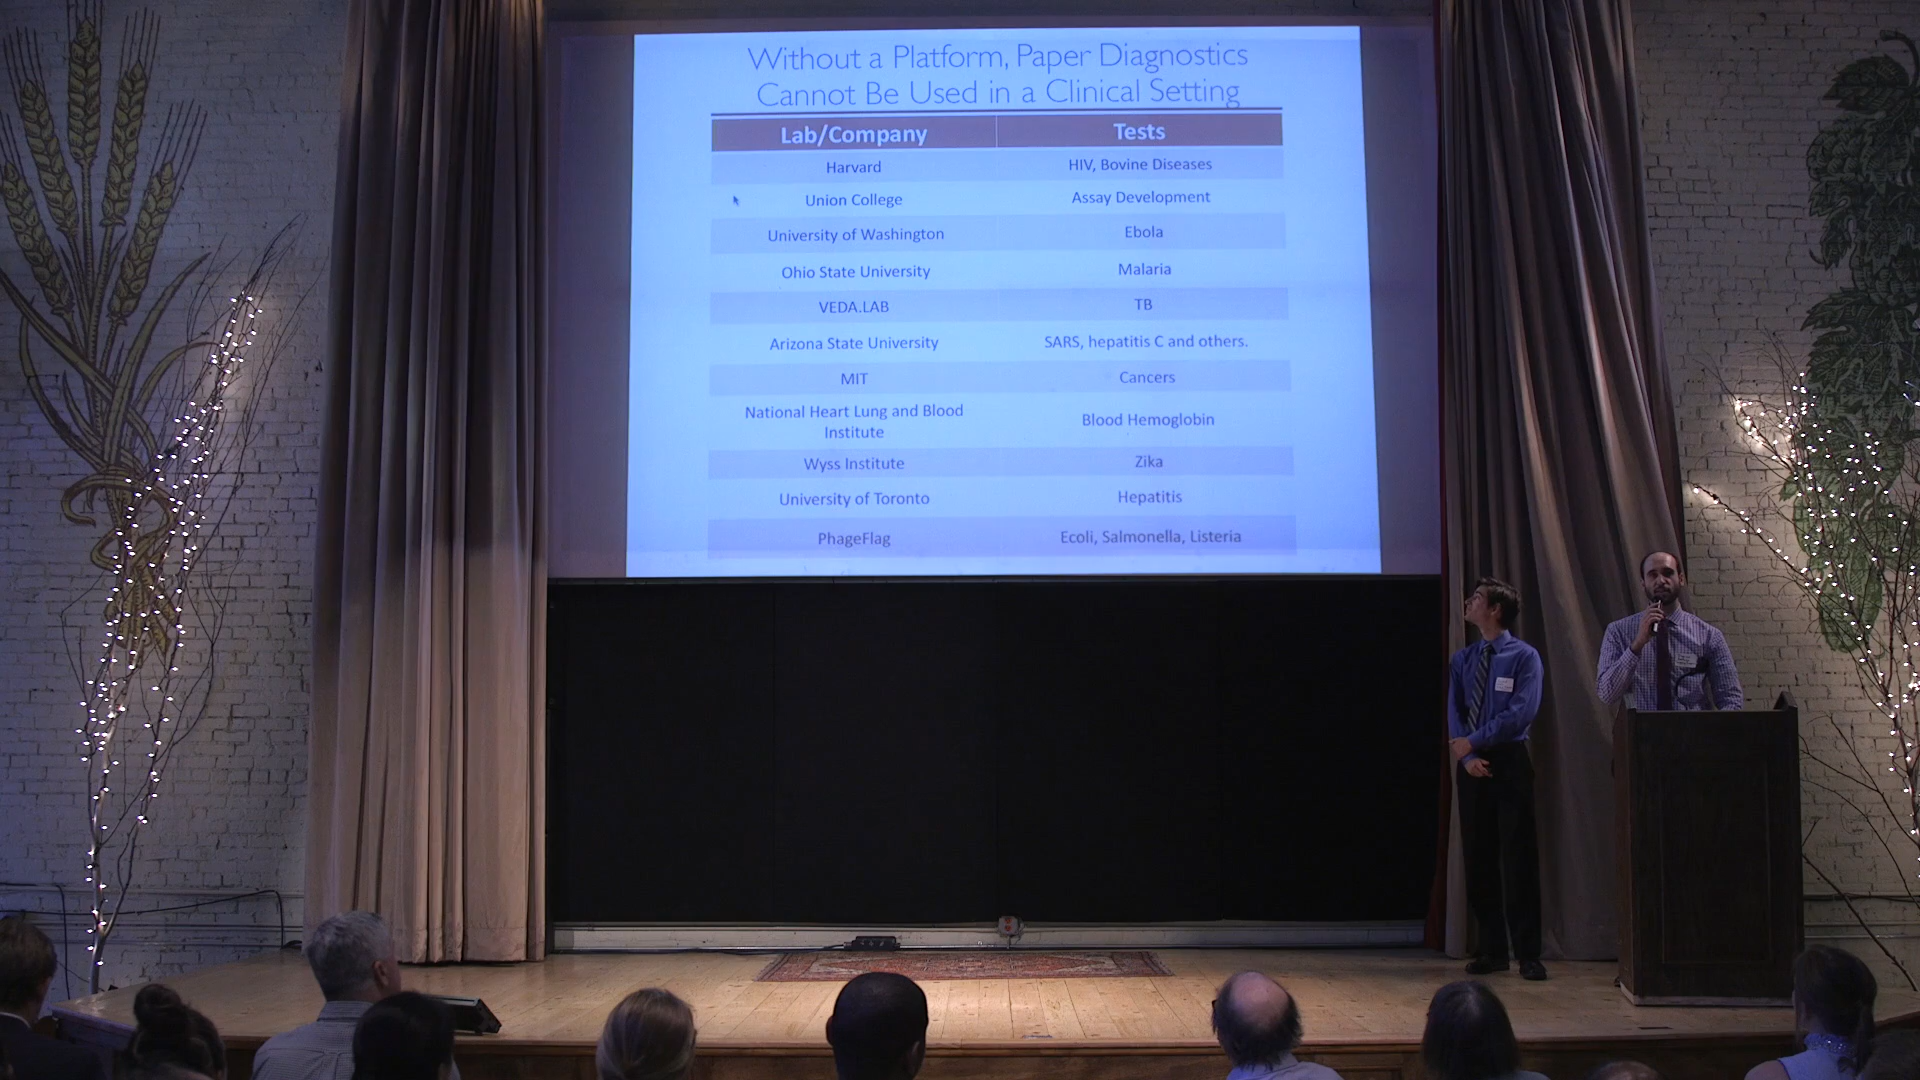 Without a Platform, Paper Diagnostics
Cannot Be Used in a Clinical Setting
Lab/Company Tests
Harvard HIV, Bovine Diseases
Union College Assay Development
University of Washington Ebola
Ohio State University Malaria
VEDA.LAB TB
Arizona State University SARS, hepatitis C and others.
MIT Cancers
National Heart Lung and Blood
Institute Blood Hemoglobin
Wyss Institute Zika
University of Toronto Hepatitis
PhageFlag Ecoli, Salmonella, Listeria